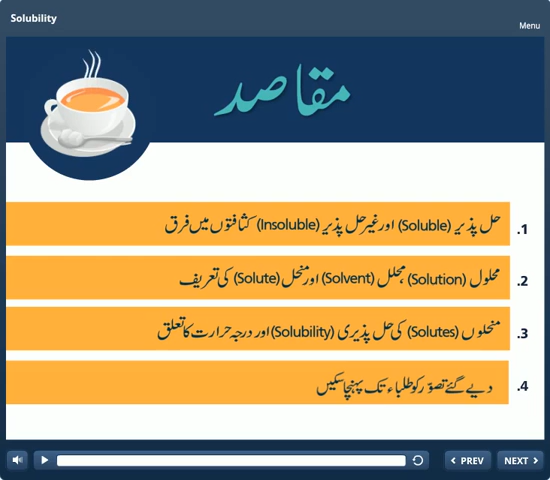 Solubility
Menu
مقاصد
1. حل پذیر (Soluble) اور غیر حل پذیر (Insoluble) کثافتوں میں فرق
2. محلول (Solution) محلل (Solvent) اور منحل (Solute) کی تعریف
3. منحلوں (Solutes) کی حل پذیری (Solubility) اور درجہ حرارت کا تعلق
4. دیے گئے تصوّر کو طلباء تک پہنچا سکیں
PREV
NEXT